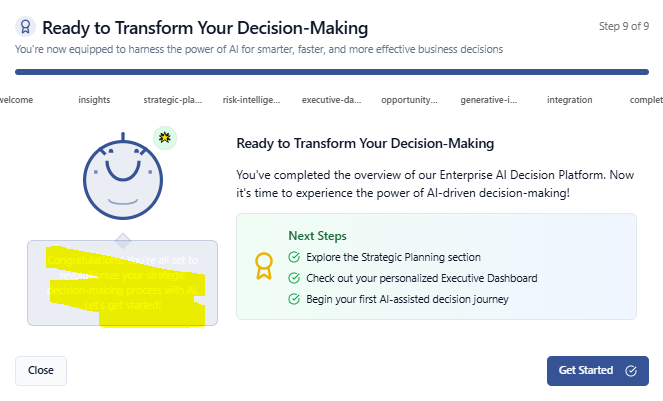 Ready to Transform Your Decision-Making
Step 9 of 9
You're now equipped to harness the power of AI for smarter, faster, and more effective business decisions
welcome
insights
strategic-pla...
risk-intellige...
executive-da...
opportunity...
generative-i...
integration
complet
Ready to Transform Your Decision-Making
You've completed the overview of our Enterprise AI Decision Platform. Now
it's time to experience the power of AI-driven decision-making!
Congratulations! You're all set to
your strategic
decision-making process with AI.
Let's get started!
Next Steps
Explore the Strategic Planning section
Check out your personalized Executive Dashboard
Begin your first AI-assisted decision journey
Close
Get Started